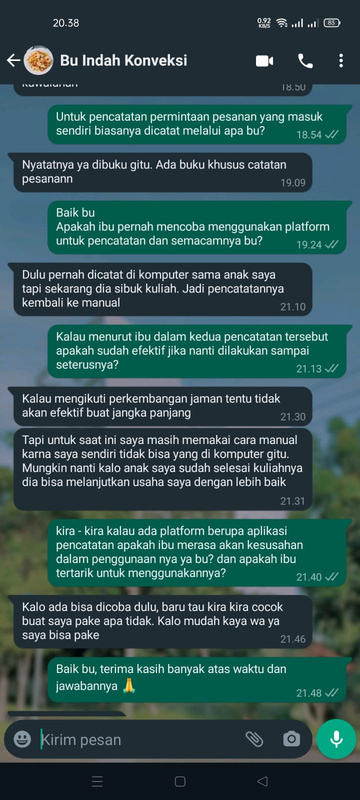 20.38
0.92 KB/S
83
Bu Indah Konveksi
18.50
Untuk pencatatan permintaan pesanan yang masuk
sendiri biasanya dicatat melalui apa bu?
18.54
Nyatatnya ya dibuku gitu. Ada buku khusus catatan
pesanann
19.09
Baik bu
Apakah ibu pernah mencoba menggunakan platform
untuk pencatatan dan semacamnya bu?
19.24
Dulu pernah dicatat di komputer sama anak saya
tapi sekarang dia sibuk kuliah. Jadi pencatatannya
kembali ke manual
21.10
Kalau menurut ibu dalam kedua pencatatan tersebut
apakah sudah efektif jika nanti dilakukan sampai
seterusnya?
21.13
Kalau mengikuti perkembangan jaman tentu tidak
akan efektif buat jangka panjang
21.30
Tapi untuk saat ini saya masih memakai cara manual
karna saya sendiri tidak bisa yang di komputer gitu.
Mungkin nanti kalo anak saya sudah selesai kuliahnya
dia bisa melanjutkan usaha saya dengan lebih baik
21.31
kira - kira kalau ada platform berupa aplikasi
pencatatan apakah ibu merasa akan kesusahan
dalam penggunaan nya ya bu? dan apakah ibu
tertarik untuk menggunakannya?
21.40
Kalo ada bisa dicoba dulu, baru tau kira kira cocok
buat saya pake apa tidak. Kalo mudah kaya wa ya
saya bisa pake
21.46
Baik bu, terima kasih banyak atas waktu dan
jawabannya 🙏
21.48
Kirim pesan